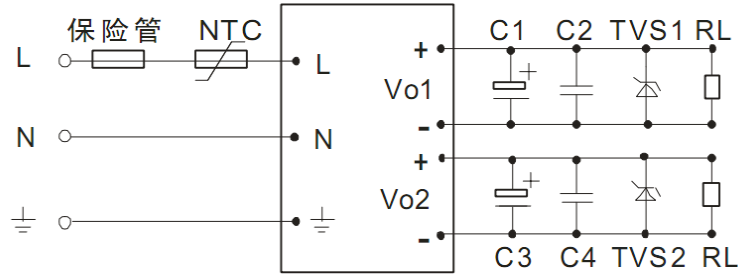 保险管 NTC C1 C2 TVS1 RL
L L + Vo1 -
N N
+ Vo2 -
C3 C4 TVS2 RL